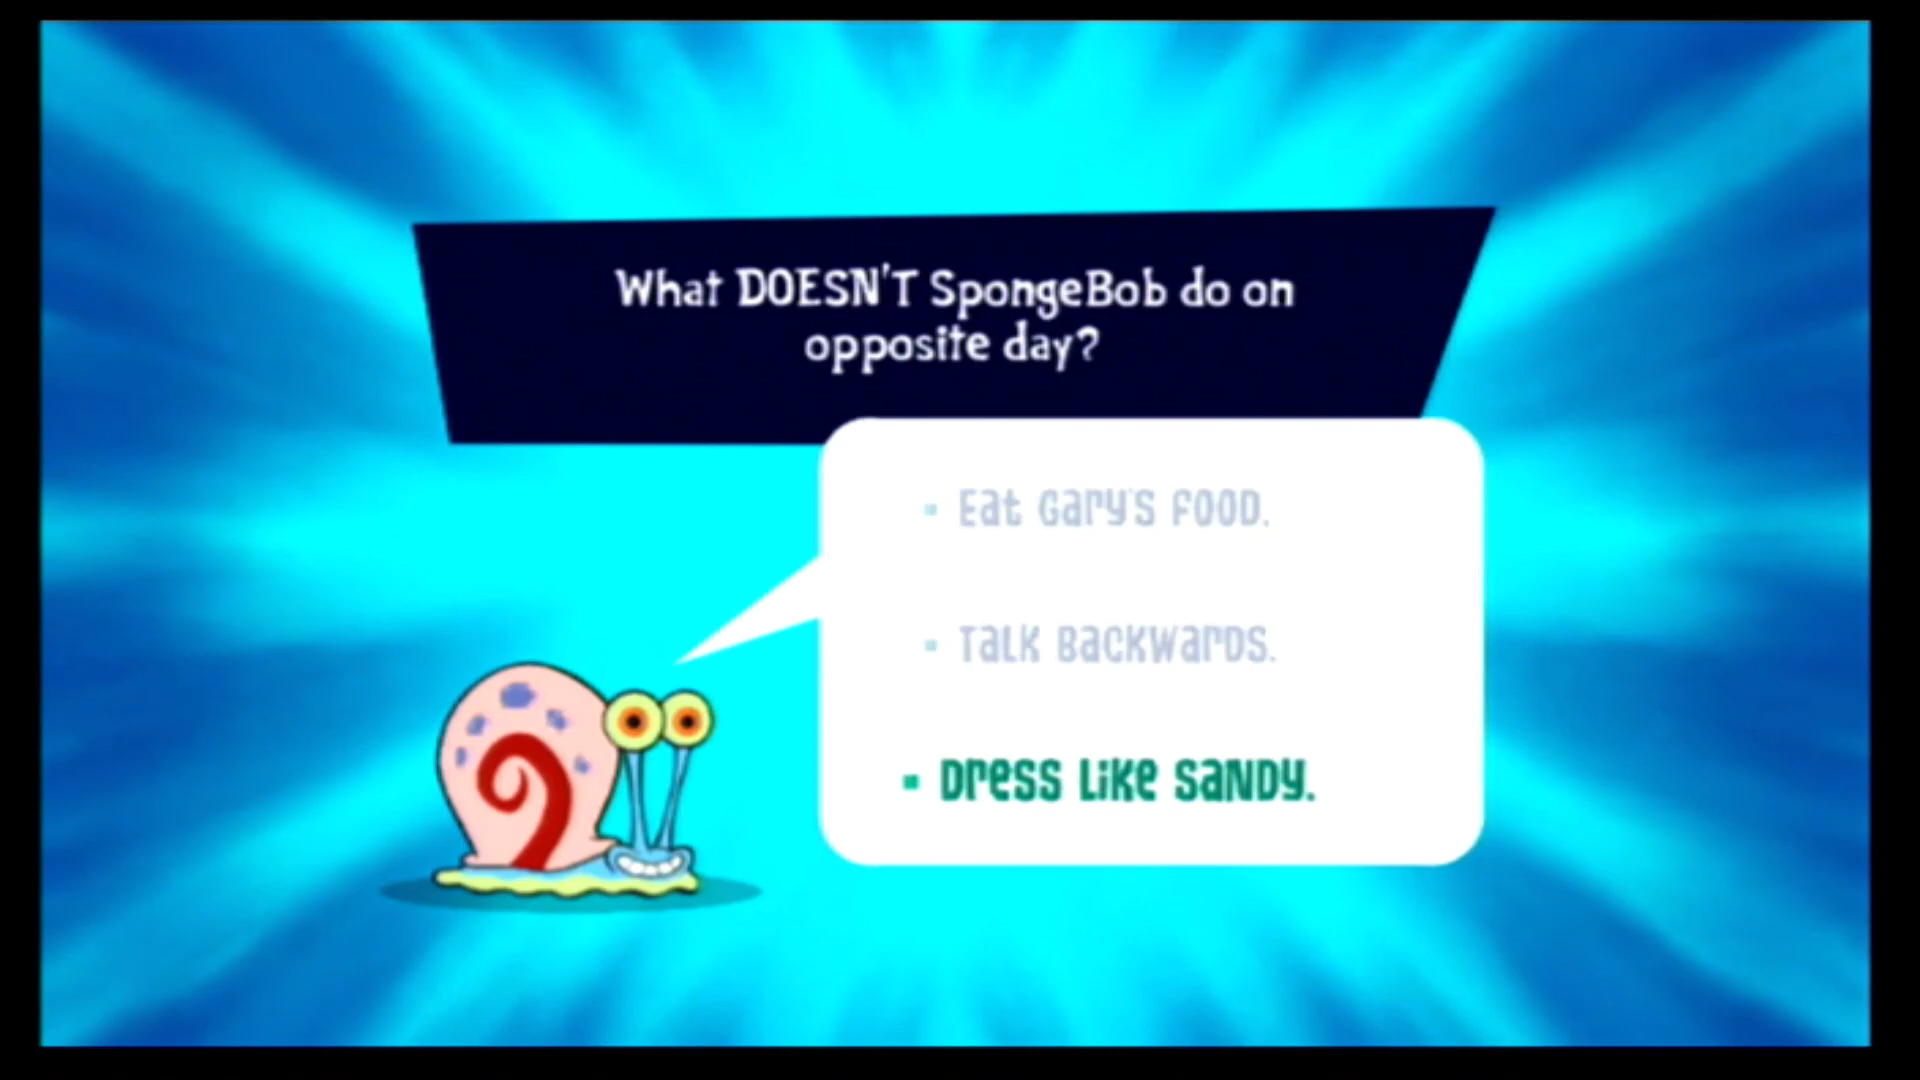 What DOESN'T SpongeBob do on
opposite day?
Eat Gary's food.
Talk backwards.
Dress like Sandy.